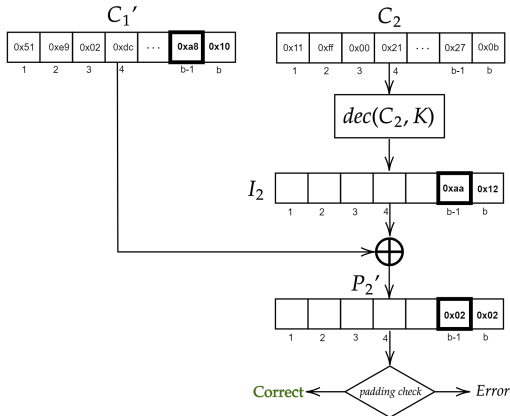 C₁′ C₂
0x51 0xe9 0x02 0xdc ... 0xa8 0x10 0x11 0xff 0x00 0x21 ... 0x27 0x0b
1 2 3 4 b-1 b 1 2 3 4 b-1 b
dec(C₂, K)
I₂ 0xaa 0x12
1 2 3 4 b-1 b
P₂′
0x02 0x02
1 2 3 4 b-1 b
Correct padding check Error